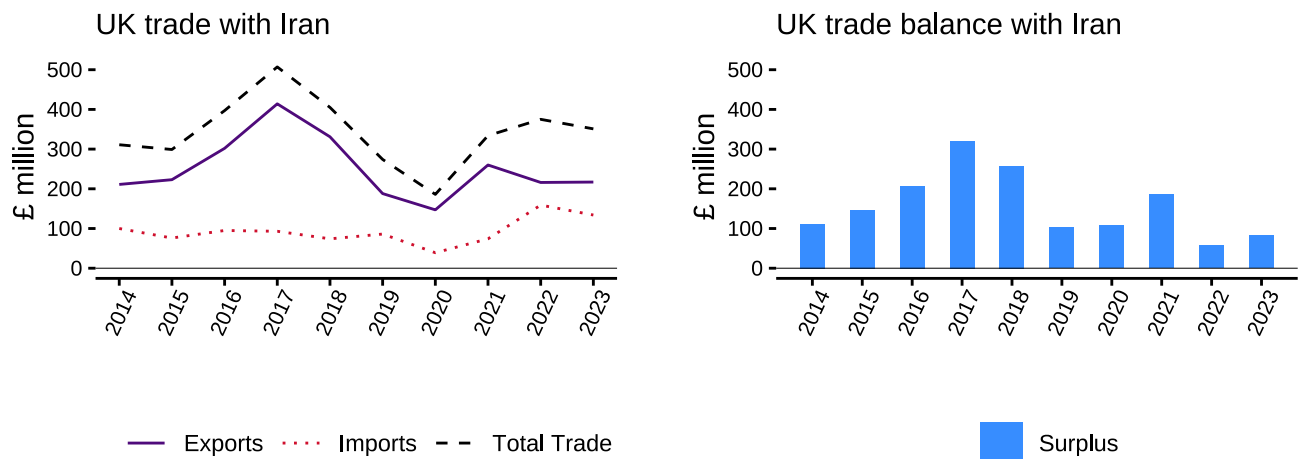 UK trade with Iran
£ million
500
400
300
200
100
0
2014 2015 2016 2017 2018 2019 2020 2021 2022 2023
Exports Imports Total Trade
UK trade balance with Iran
£ million
500
400
300
200
100
0
2014 2015 2016 2017 2018 2019 2020 2021 2022 2023
Surplus